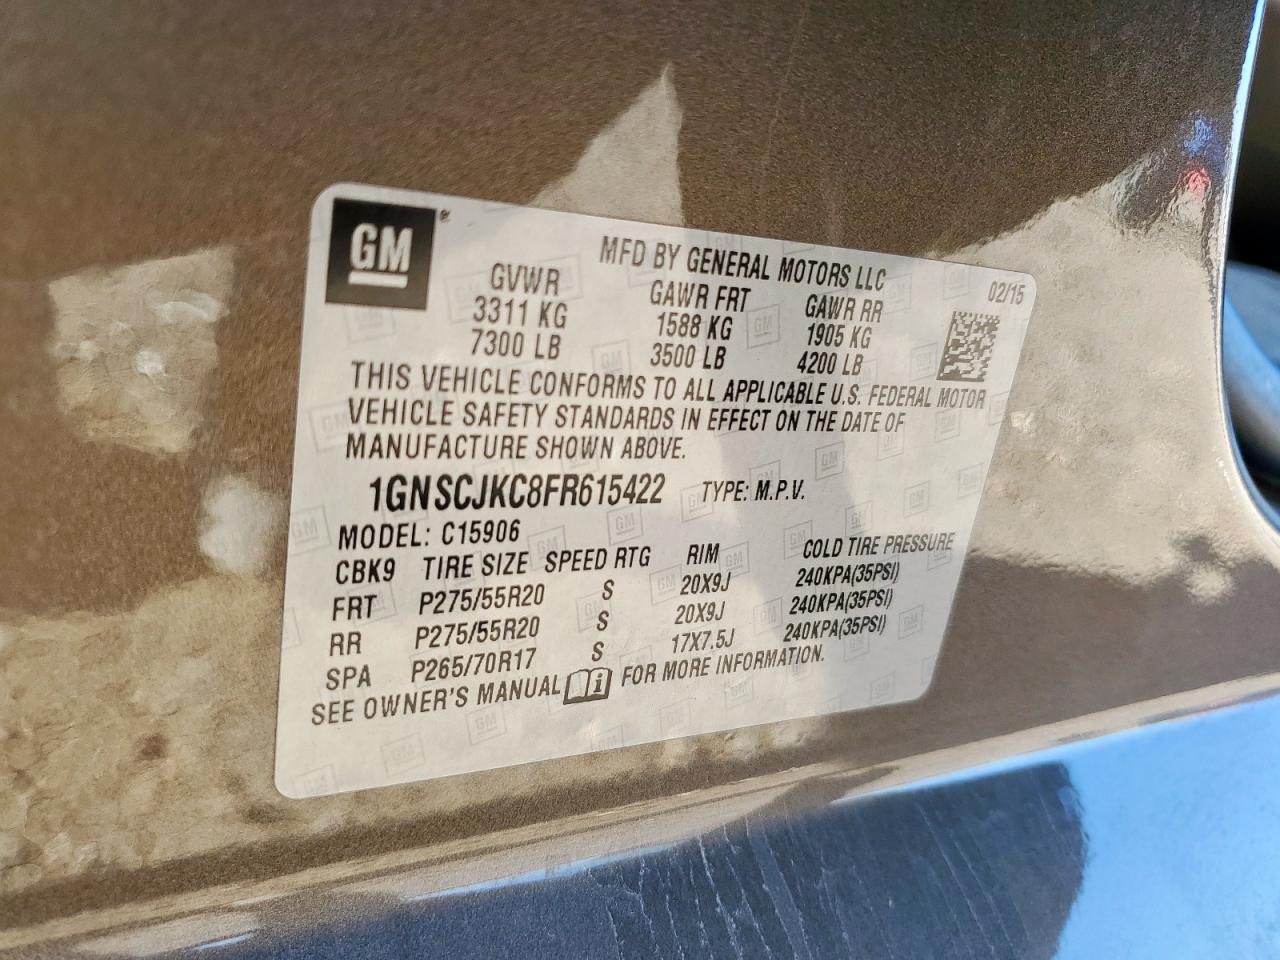 GM®
MFD BY GENERAL MOTORS LLC
02/15
GVWR GAWR FRT GAWR RR
3311 KG 1588 KG 1905 KG
7300 LB 3500 LB 4200 LB
THIS VEHICLE CONFORMS TO ALL APPLICABLE U.S. FEDERAL MOTOR
VEHICLE SAFETY STANDARDS IN EFFECT ON THE DATE OF
MANUFACTURE SHOWN ABOVE.
1GNSCJKC8FR615422 TYPE: M.P.V.
MODEL: C15906
CBK9 TIRE SIZE SPEED RTG RIM COLD TIRE PRESSURE
FRT P275/55R20 S 20X9J 240KPA(35PSI)
RR P275/55R20 S 20X9J 240KPA(35PSI)
SPA P265/70R17 S 17X7.5J 240KPA(35PSI)
SEE OWNER'S MANUAL i FOR MORE INFORMATION.